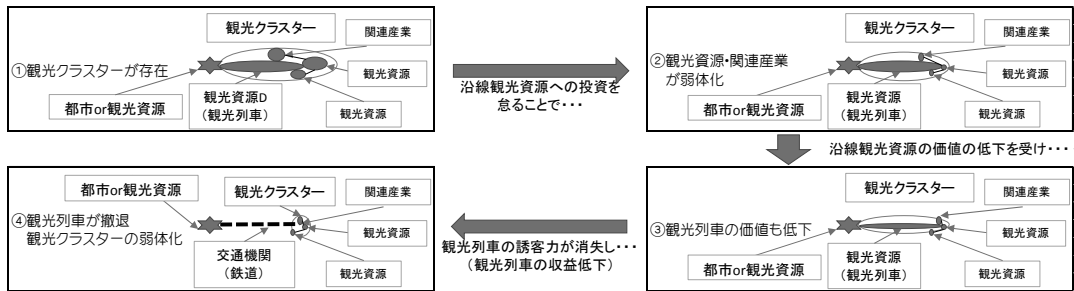 観光クラスター
関連産業
①観光クラスターが存在
観光資源
都市or観光資源
観光資源D
(観光列車)
観光資源
沿線観光資源への投資を
怠ることで・・・
観光クラスター
関連産業
②観光資源・関連産業
が弱体化
観光資源
都市or観光資源
観光資源
(観光列車)
観光資源
沿線観光資源の価値の低下を受け・・・
観光クラスター
関連産業
③観光列車の価値も低下
観光資源
都市or観光資源
観光資源
(観光列車)
観光資源
観光列車の誘客力が消失し・・・
(観光列車の収益低下)
都市or観光資源
観光クラスター
関連産業
④観光列車が撤退
観光クラスターの弱体化
観光資源
交通機関
(鉄道)
観光資源